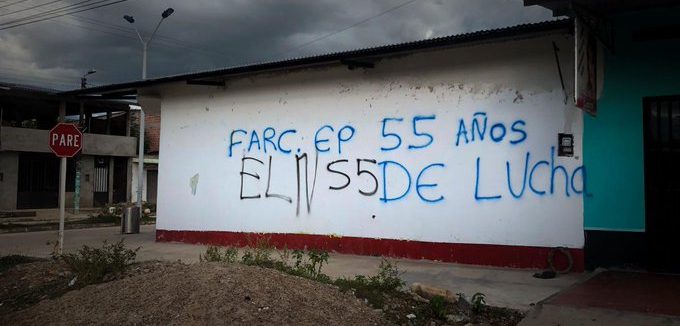 PARE
FARC. EP 55 AÑOS
ELN 55 DE LUcha